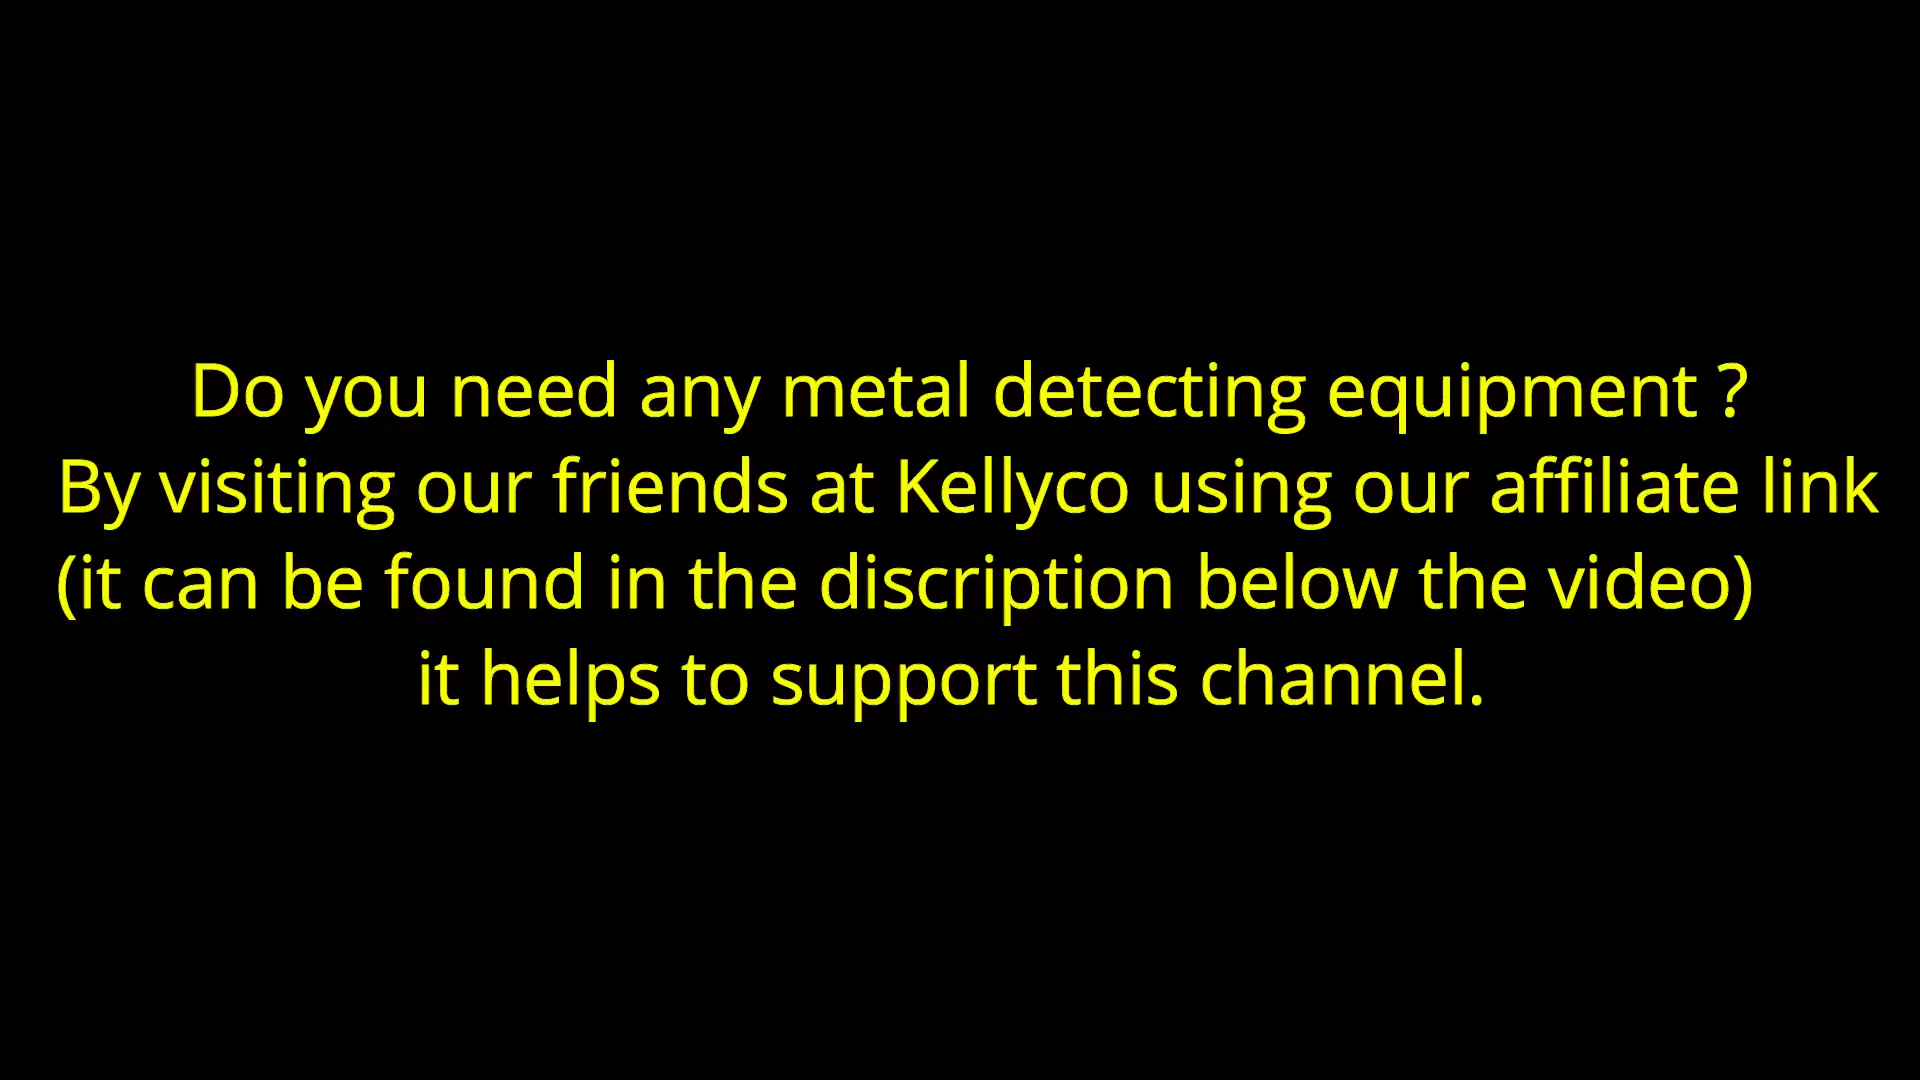 Do you need any metal detecting equipment ?
By visiting our friends at Kellyco using our affiliate link
(it can be found in the discription below the video)
it helps to support this channel.